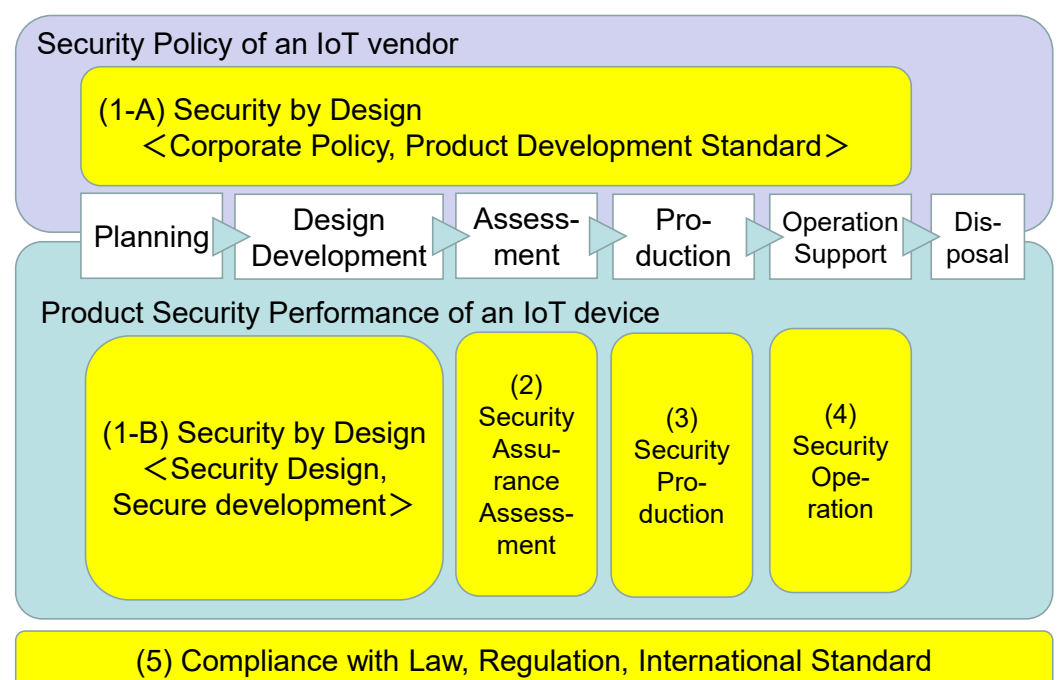 Security Policy of an IoT vendor
(1-A) Security by Design
＜Corporate Policy, Product Development Standard＞
Planning
Design
Development
Assess-
ment
Pro-
duction
Operation
Support
Dis-
posal
Product Security Performance of an IoT device
(1-B) Security by Design
＜Security Design,
Secure development＞
(2)
Security
Assu-
rance
Assess-
ment
(3)
Security
Pro-
duction
(4)
Security
Ope-
ration
(5) Compliance with Law, Regulation, International Standard